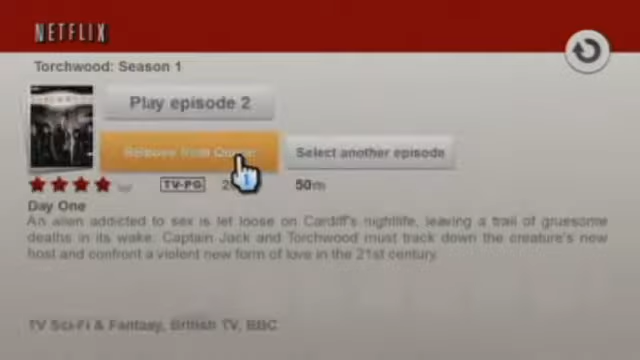 NETFLIX
Torchwood: Season 1
Play episode 2
Remove from Queue
Select another episode
TV-PG 50m
Day One
An alien addicted to sex is let loose on Cardiff's nightlife, leaving a trail of gruesome
deaths in its wake. Captain Jack and Torchwood must track down the creature's new
host and confront a violent new form of love in the 21st century.
TV Sci-Fi & Fantasy, British TV, BBC